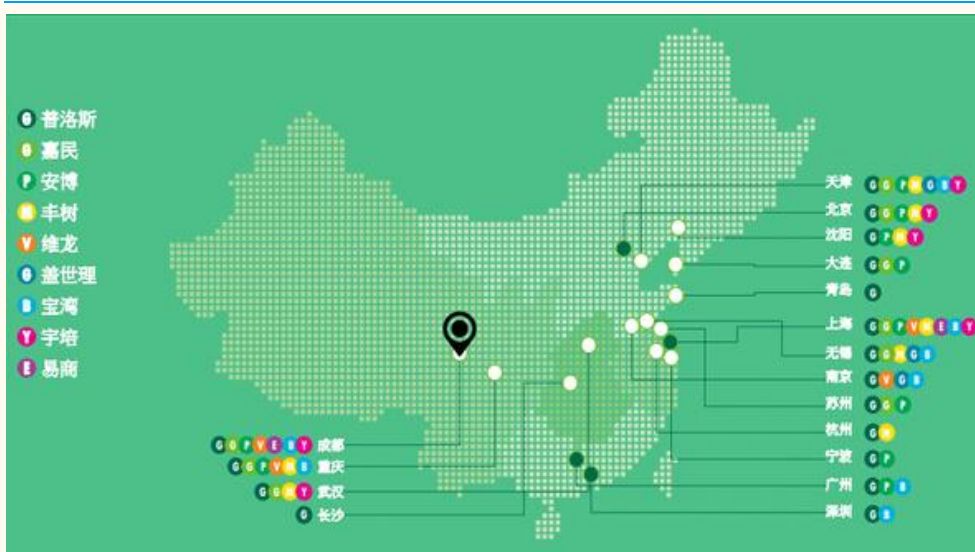 G 普洛斯
G 嘉民
P 安博
M 丰树
V 维龙
G 盖世理
B 宝湾
Y 宇培
E 易商
天津 G G P M G B Y
北京 G G P M Y
沈阳 G P M Y
大连 G G P
青岛 G
上海 G G P V M E B Y
无锡 G G M G B
南京 G V G B
苏州 G G P
杭州 G M
宁波 G P
广州 G P B
深圳 G B
G G P V E B Y 成都
G G P V M B 重庆
G G M Y 武汉
G 长沙